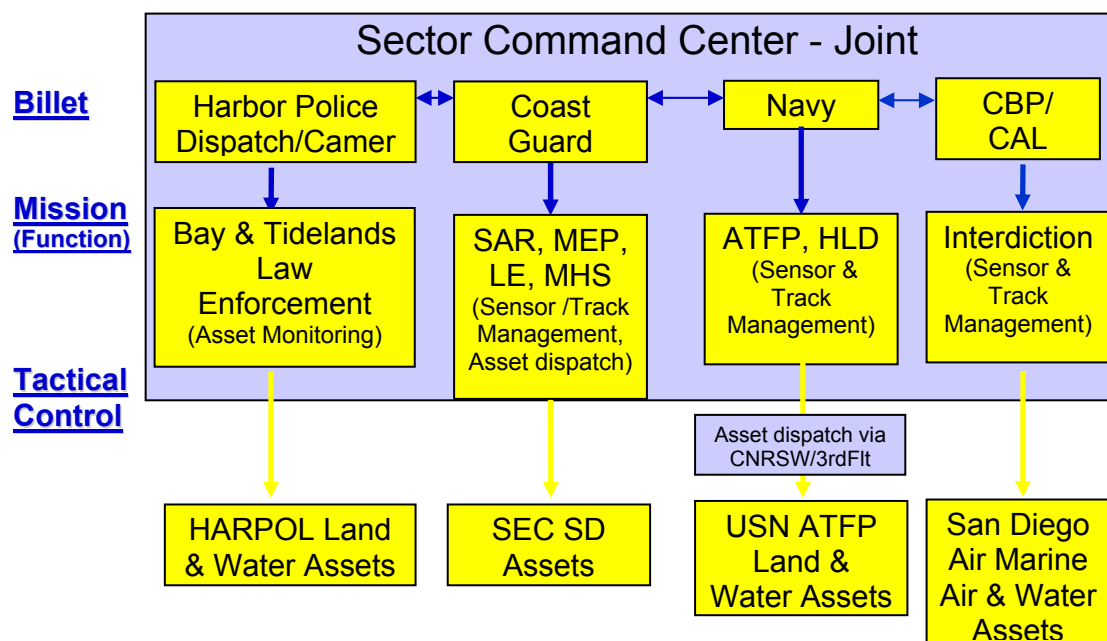 Sector Command Center - Joint
Billet
Harbor Police
Dispatch/Camer
Coast
Guard
Navy
CBP/
CAL
Mission
(Function)
Bay & Tidelands
Law
Enforcement
(Asset Monitoring)
SAR, MEP,
LE, MHS
(Sensor /Track
Management,
Asset dispatch)
ATFP, HLD
(Sensor &
Track
Management)
Interdiction
(Sensor &
Track
Management)
Tactical
Control
Asset dispatch via
CNRSW/3rdFlt
HARPOL Land
& Water Assets
SEC SD
Assets
USN ATFP
Land &
Water Assets
San Diego
Air Marine
Air & Water
Assets